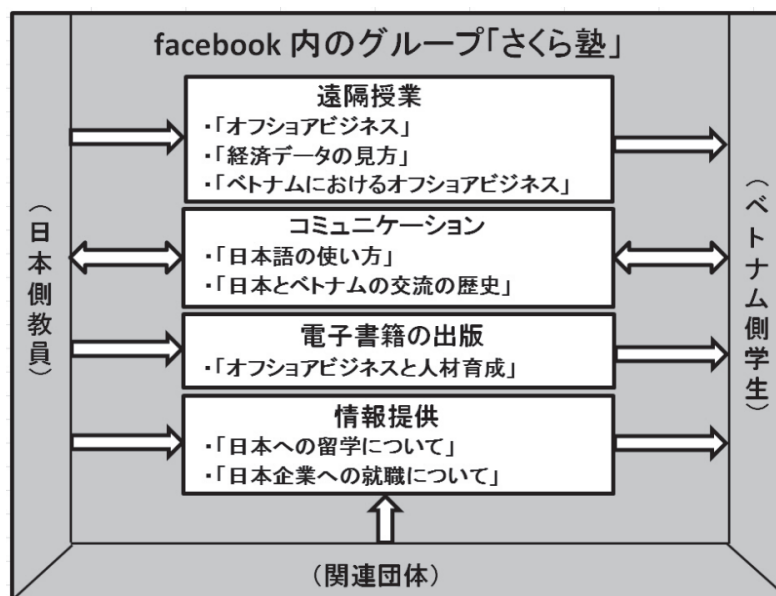 facebook 内のグループ「さくら塾」
遠隔授業
・「オフショアビジネス」
・「経済データの見方」
・「ベトナムにおけるオフショアビジネス」
コミュニケーション
・「日本語の使い方」
・「日本とベトナムの交流の歴史」
電子書籍の出版
・「オフショアビジネスと人材育成」
情報提供
・「日本への留学について」
・「日本企業への就職について」
（日本側教員）
（ベトナム側学生）
（関連団体）